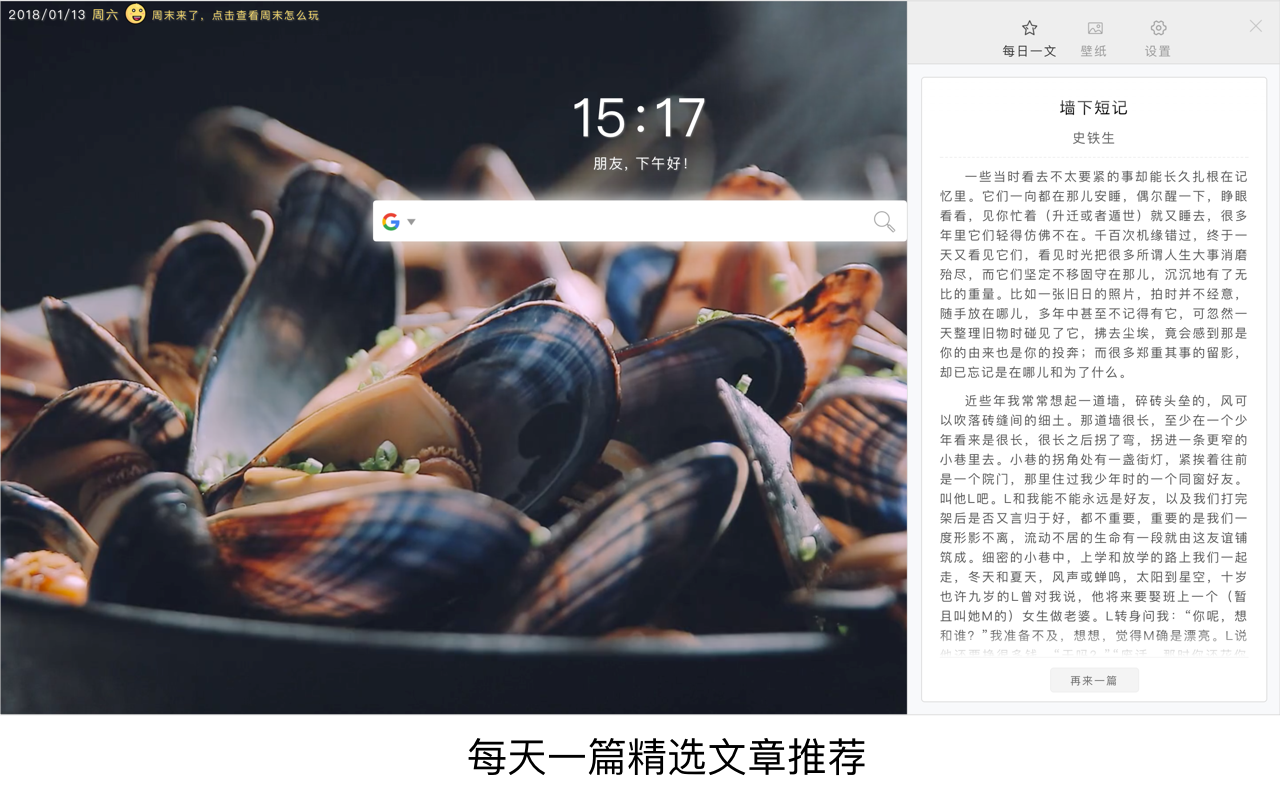 2018/01/13 周六 周末来了，点击查看周末怎么玩
15:17
朋友, 下午好!
每日一文 壁纸 设置
墙下短记
史铁生
一些当时看去不太要紧的事却能长久扎根在记
忆里。它们一向都在那儿安睡，偶尔醒一下，睁眼
看看，见你忙着（升迁或者遁世）就又睡去，很多
年里它们轻得仿佛不在。千百次机缘错过，终于一
天又看见它们，看见时光把很多所谓人生大事消磨
殆尽，而它们坚定不移固守在那儿，沉沉地有了无
比的重量。比如一张旧日的照片，拍时并不经意，
随手放在哪儿，多年中甚至不记得有它，可忽然一
天整理旧物时碰见了它，拂去尘埃，竟会感到那是
你的由来也是你的投奔；而很多郑重其事的留影，
却已忘记是在哪儿和为了什么。
近些年我常常想起一道墙，碎砖头垒的，风可
以吹落砖缝间的细土。那道墙很长，至少在一个少
年看来是很长，很长之后拐了弯，拐进一条更窄的
小巷里去。小巷的拐角处有一盏街灯，紧挨着往前
是一个院门，那里住过我少年时的一个同窗好友。
叫他L吧。L和我能不能永远是好友，以及我们打完
架后是否又言归于好，都不重要，重要的是我们一
度形影不离，流动不居的生命有一段就由这友谊铺
筑成。细密的小巷中，上学和放学的路上我们一起
走，冬天和夏天，风声或蝉鸣，太阳到星空，十岁
也许九岁的L曾对我说，他将来要娶班上一个（暂
且叫她M的）女生做老婆。L转身问我：“你呢，想
和谁？”我准备不及，想想，觉得M确是漂亮。L说
再来一篇
每天一篇精选文章推荐